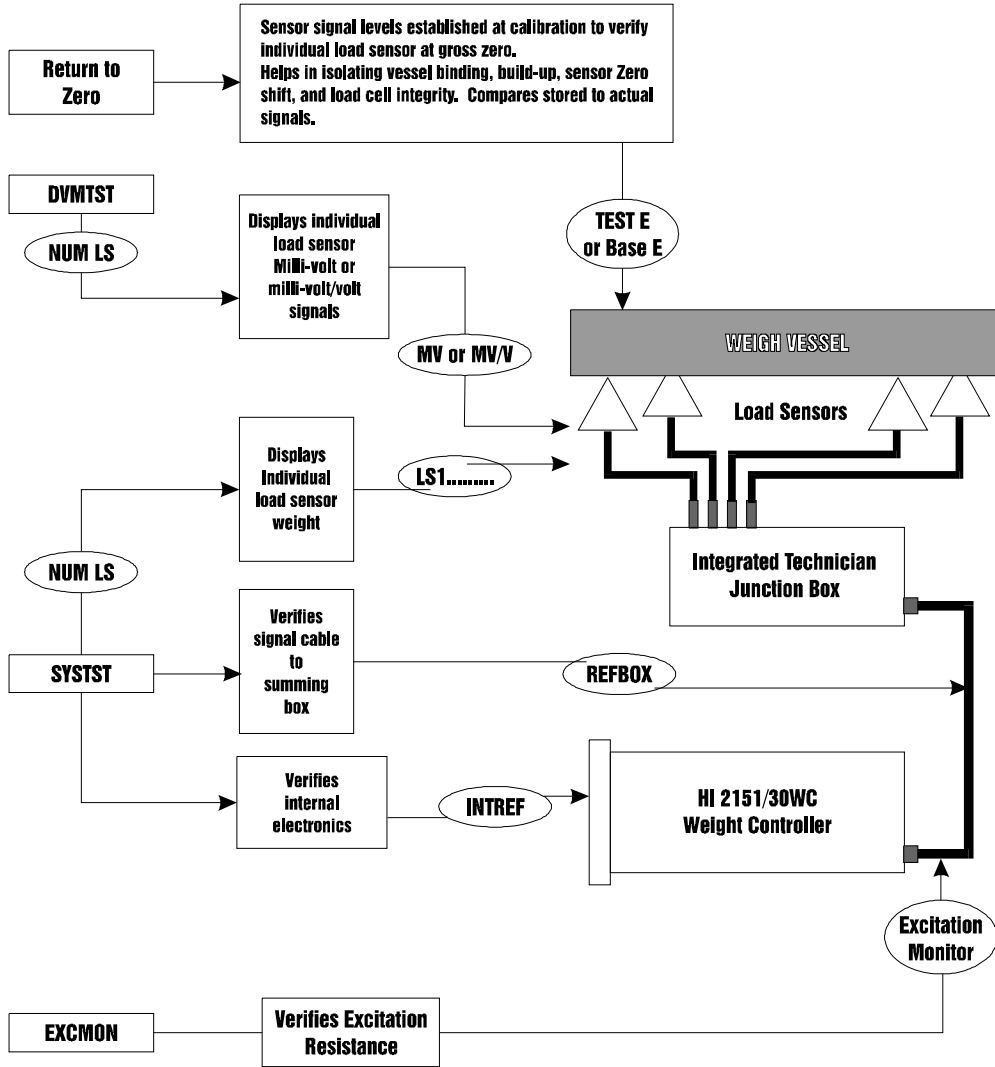 Return to
Zero
Sensor signal levels established at calibration to verify
individual load sensor at gross zero.
Helps in isolating vessel binding, build-up, sensor Zero
shift, and load cell integrity.  Compares stored to actual
signals.
DVMTST
NUM LS
Displays individual
load sensor
Milli-volt or
milli-volt/volt
signals
TEST E
or Base E
MV or MV/V
WEIGH VESSEL
Load Sensors
Displays
Individual
load sensor
weight
LS1.........
NUM LS
Integrated Technician
Junction Box
Verifies
signal cable
to
summing
box
SYSTST
REFBOX
Verifies
internal
electronics
INTREF
HI 2151/30WC
Weight Controller
Excitation
Monitor
EXCMON
Verifies Excitation
Resistance